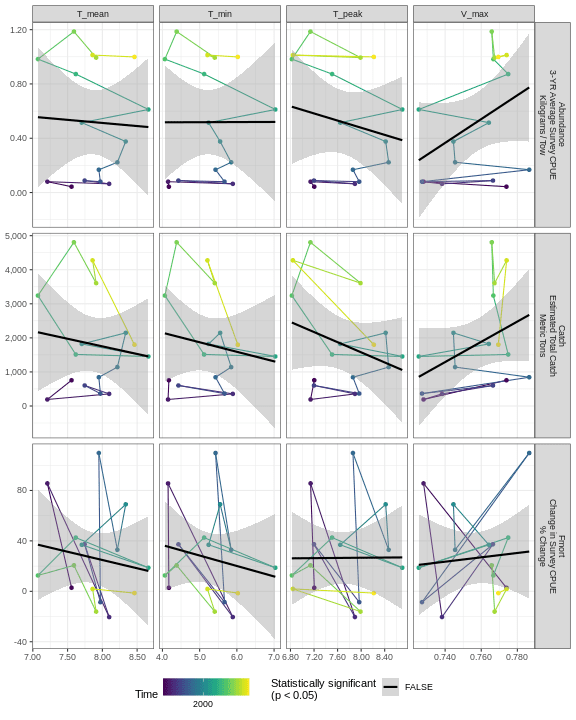 T_mean
T_min
T_peak
V_max
1.20
0.80
0.40
0.00
Abundance
3-YR Average Survey CPUE
Kilograms / Tow
5,000
4,000
3,000
2,000
1,000
0
Catch
Estimated Total Catch
Metric Tons
80
40
0
-40
Fmort
Change in Survey CPUE
% Change
7.00 7.50 8.00 8.50
4.0 5.0 6.0 7.0
6.80 7.20 7.60 8.00 8.40
0.740 0.760 0.780
Time
2000
Statistically significant
(p < 0.05)
FALSE